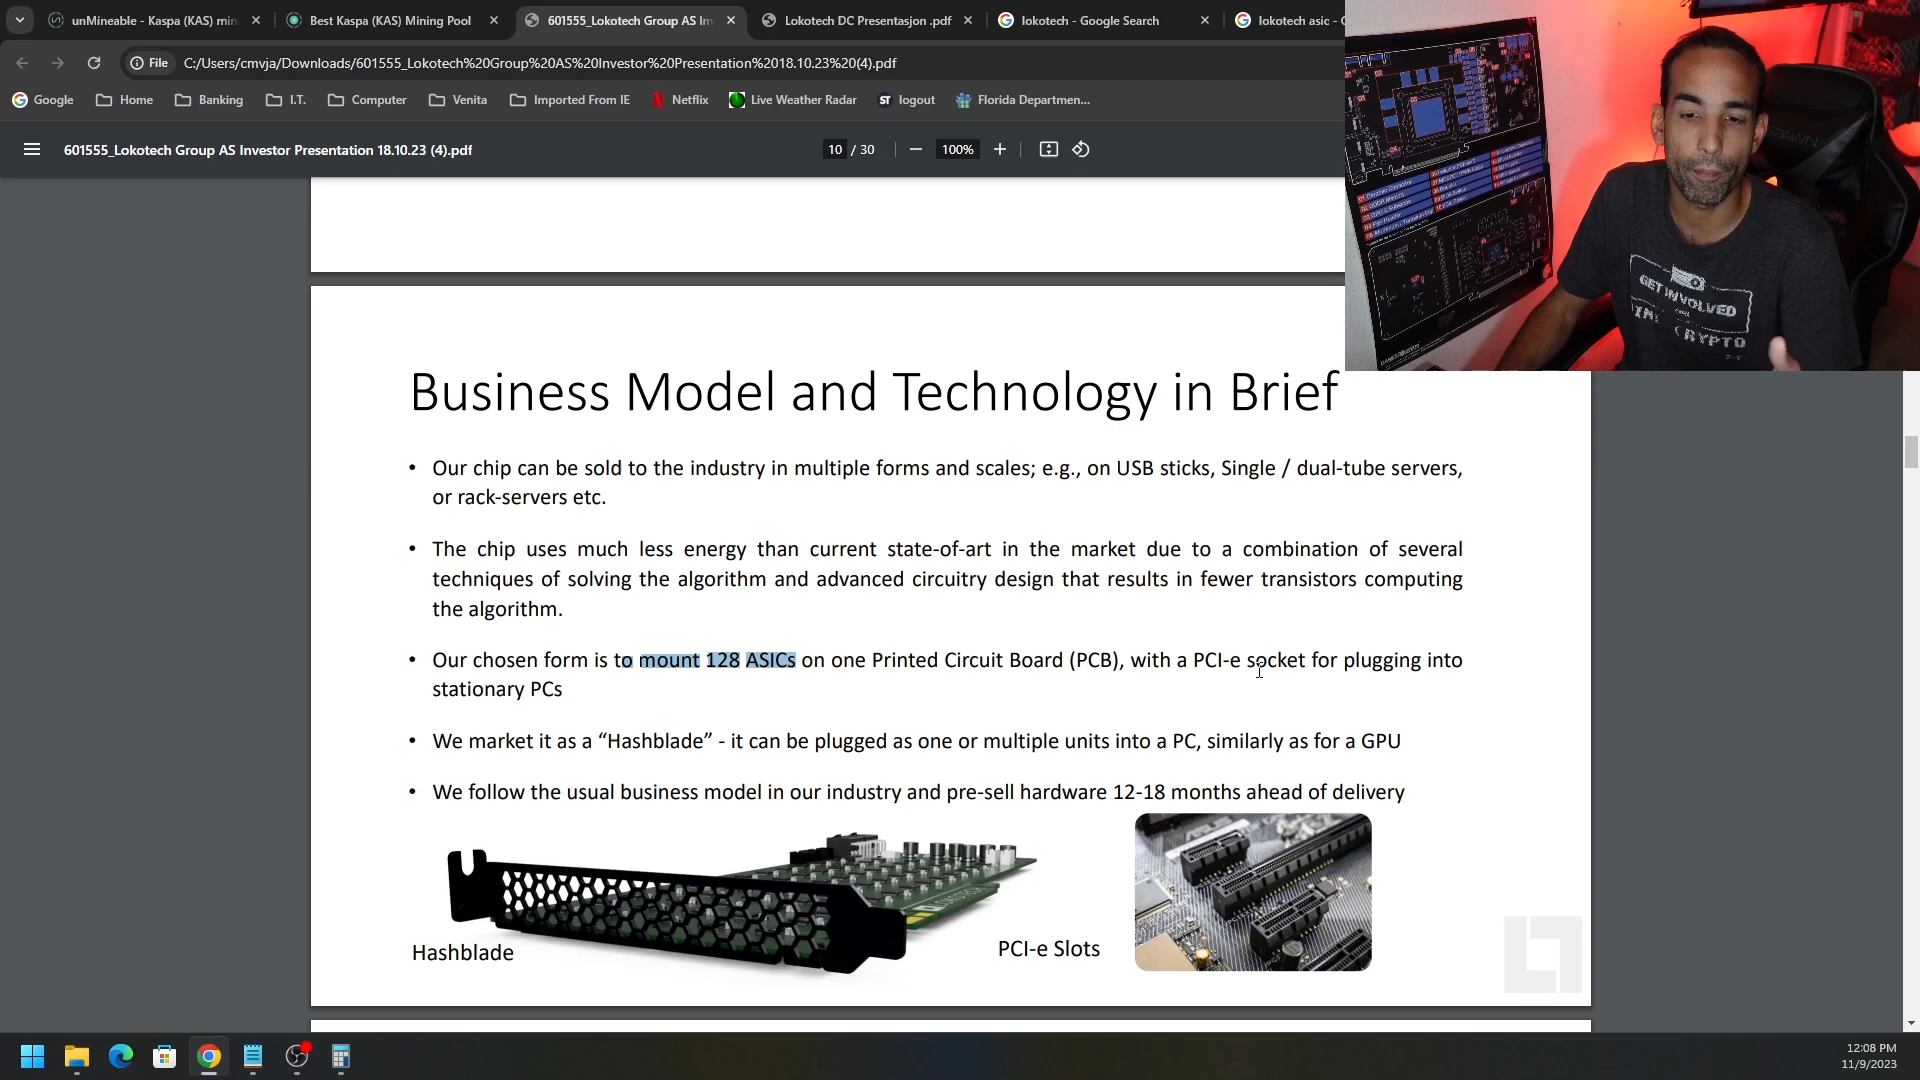 unMineable - Kaspa (KAS) min
Best Kaspa (KAS) Mining Pool
601555_Lokotech Group AS In
Lokotech DC Presentasjon .pdf
lokotech - Google Search
lokotech asic -
File
C:/Users/cmvja/Downloads/601555_Lokotech%20Group%20AS%20Investor%20Presentation%2018.10.23%20(4).pdf
Google
Home
Banking
I.T.
Computer
Venita
Imported From IE
Netflix
Live Weather Radar
ST logout
Florida Departmen...
601555_Lokotech Group AS Investor Presentation 18.10.23 (4).pdf
10 / 30
100%
GET INVOLVED
CRYPTO
Business Model and Technology in Brief
• Our chip can be sold to the industry in multiple forms and scales; e.g., on USB sticks, Single / dual-tube servers,
or rack-servers etc.
• The chip uses much less energy than current state-of-art in the market due to a combination of several
techniques of solving the algorithm and advanced circuitry design that results in fewer transistors computing
the algorithm.
• Our chosen form is to mount 128 ASICs on one Printed Circuit Board (PCB), with a PCI-e socket for plugging into
stationary PCs
• We market it as a “Hashblade” - it can be plugged as one or multiple units into a PC, similarly as for a GPU
• We follow the usual business model in our industry and pre-sell hardware 12-18 months ahead of delivery
Hashblade
PCI-e Slots
12:08 PM
11/9/2023